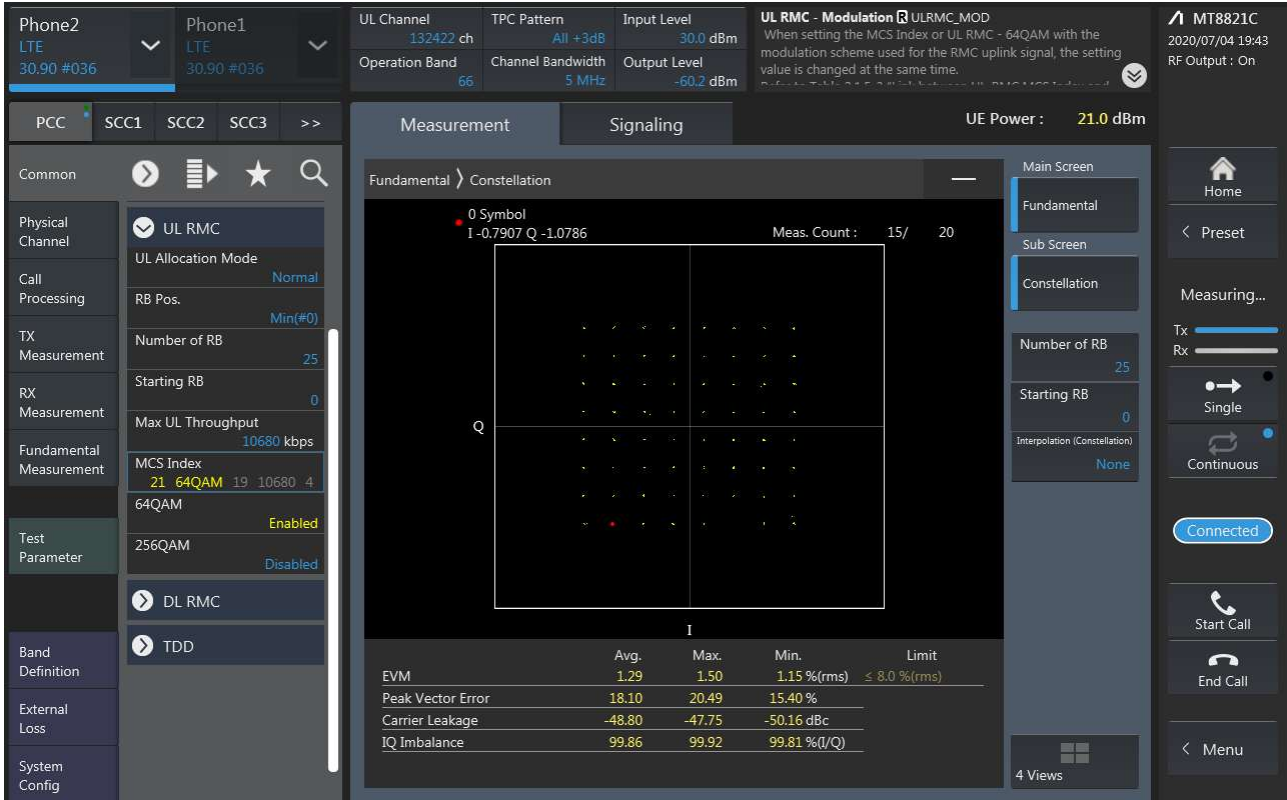 Phone2
LTE
30.90 #036
Phone1
LTE
30.90 #036
UL Channel
132422 ch
TPC Pattern
All +3dB
Input Level
30.0 dBm
Operation Band
66
Channel Bandwidth
5 MHz
Output Level
-60.2 dBm
UL RMC - Modulation R ULRMC_MOD
When setting the MCS Index or UL RMC - 64QAM with the
modulation scheme used for the RMC uplink signal, the setting
value is changed at the same time.
MT8821C
2020/07/04 19:43
RF Output : On
PCC SCC1 SCC2 SCC3 >>
Measurement
Signaling
UE Power : 21.0 dBm
Common
Physical
Channel
Call
Processing
TX
Measurement
RX
Measurement
Fundamental
Measurement
Test
Parameter
Band
Definition
External
Loss
System
Config
UL RMC
UL Allocation Mode
Normal
RB Pos.
Min(#0)
Number of RB
25
Starting RB
0
Max UL Throughput
10680 kbps
MCS Index
21 64QAM 19 10680 4
64QAM
Enabled
256QAM
Disabled
DL RMC
TDD
Fundamental > Constellation
0 Symbol
I -0.7907 Q -1.0786
Meas. Count : 15/ 20
Q
I
Avg. Max. Min. Limit
EVM 1.29 1.50 1.15 %(rms) ≤ 8.0 %(rms)
Peak Vector Error 18.10 20.49 15.40 %
Carrier Leakage -48.80 -47.75 -50.16 dBc
IQ Imbalance 99.86 99.92 99.81 %(I/Q)
Main Screen
Fundamental
Sub Screen
Constellation
Number of RB
25
Starting RB
0
Interpolation (Constellation)
None
4 Views
Home
< Preset
Measuring...
Tx
Rx
Single
Continuous
Connected
Start Call
End Call
< Menu